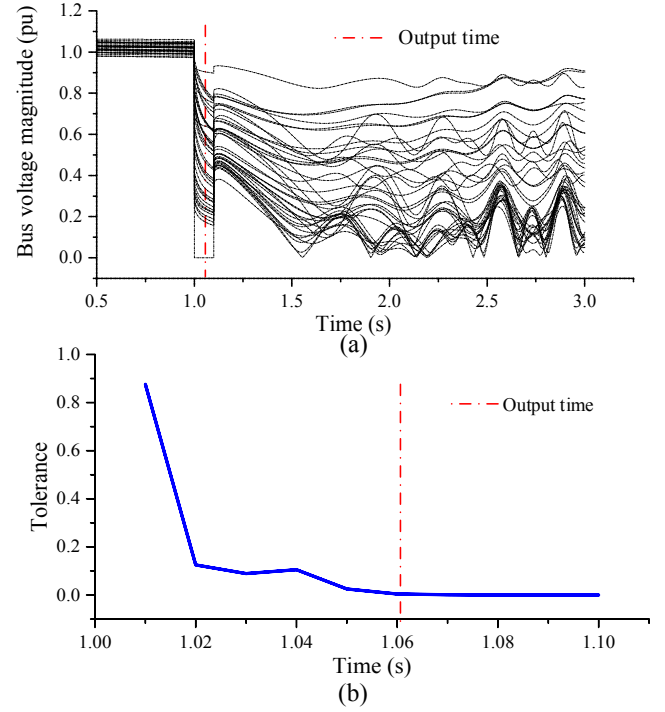 Bus voltage magnitude (pu)
1.2
1.0
0.8
0.6
0.4
0.2
0.0
Output time
0.5 1.0 1.5 2.0 2.5 3.0
Time (s)
(a)
Tolerance
1.0
0.8
0.6
0.4
0.2
0.0
Output time
1.00 1.02 1.04 1.06 1.08 1.10
Time (s)
(b)